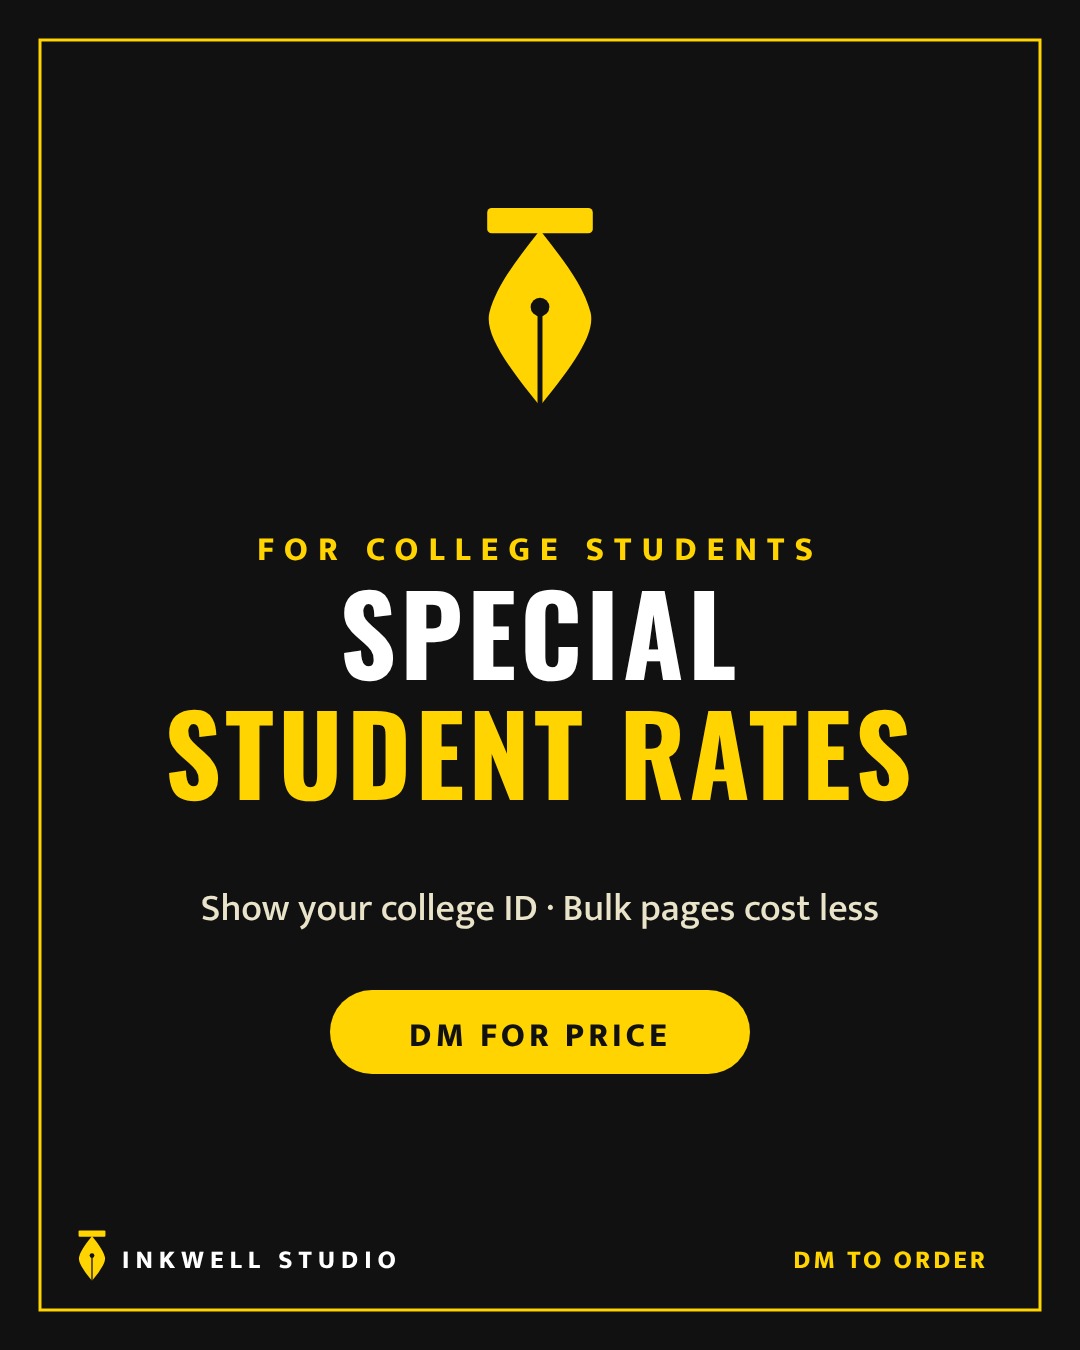 FOR COLLEGE STUDENTS
SPECIAL
STUDENT RATES
Show your college ID · Bulk pages cost less
DM FOR PRICE
INKWELL STUDIO
DM TO ORDER